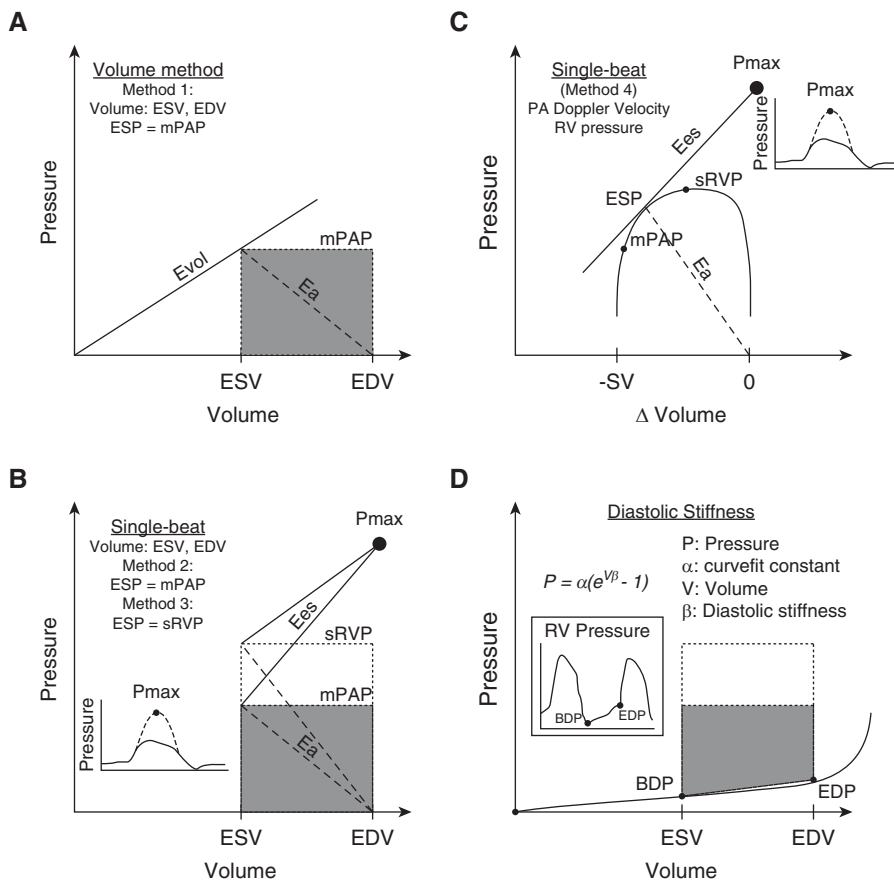 A
Volume method
Method 1:
Volume: ESV, EDV
ESP = mPAP
Pressure
mPAP
Evol
Ea
ESV
EDV
Volume
C
Single-beat
(Method 4)
PA Doppler Velocity
RV pressure
Pmax
Pressure
Pmax
Ees
sRVP
ESP
mPAP
Ea
Pressure
-SV
0
Δ Volume
B
Single-beat
Volume: ESV, EDV
Method 2:
ESP = mPAP
Method 3:
ESP = sRVP
Pmax
Ees
sRVP
mPAP
Ea
Pressure
Pmax
Pressure
ESV
EDV
Volume
D
Diastolic Stiffness
P = α(e^Vβ - 1)
P: Pressure
α: curvefit constant
V: Volume
β: Diastolic stiffness
RV Pressure
BDP
EDP
Pressure
BDP
EDP
ESV
EDV
Volume